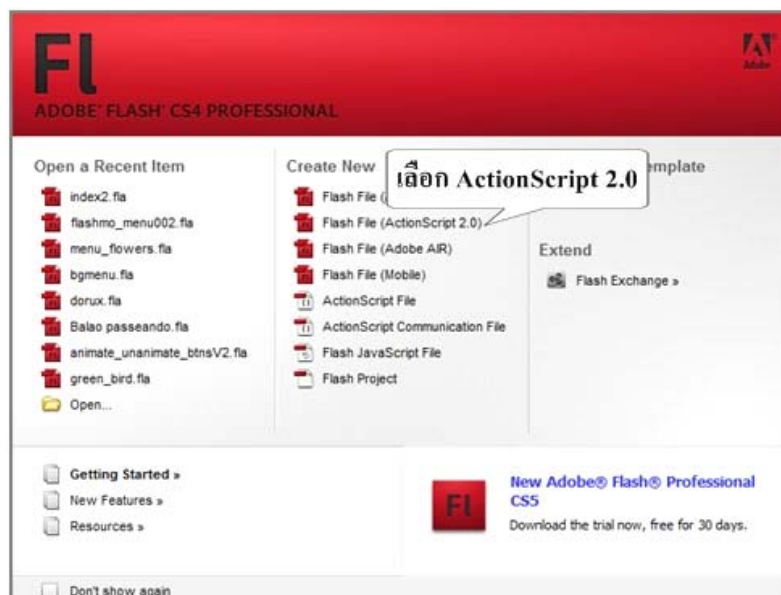 Fl
Adobe
ADOBE® FLASH® CS4 PROFESSIONAL
Open a Recent Item
index2.fla
flashmo_menu002.fla
menu_flowers.fla
bgmenu.fla
dorux.fla
Balao passeando.fla
animate_unanimate_btnsV2.fla
green_bird.fla
Open...
Create New
Flash File (
Flash File (ActionScript 2.0)
Flash File (Adobe AIR)
Flash File (Mobile)
ActionScript File
ActionScript Communication File
Flash JavaScript File
Flash Project
เลือก ActionScript 2.0
emplate
Extend
Flash Exchange »
Getting Started »
New Features »
Resources »
Fl
New Adobe® Flash® Professional
CS5
Download the trial now, free for 30 days.
Don't show again